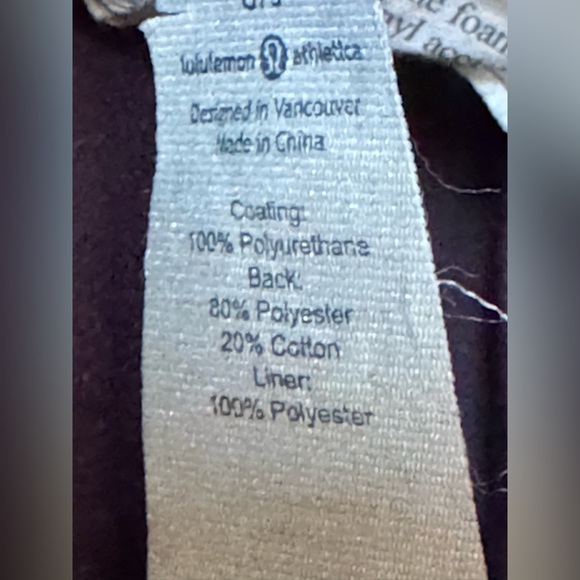 lululemon athletica
Designed in Vancouver
Made in China
Coating:
100% Polyurethane
Back:
80% Polyester
20% Cotton
Liner:
100% Polyester
foam